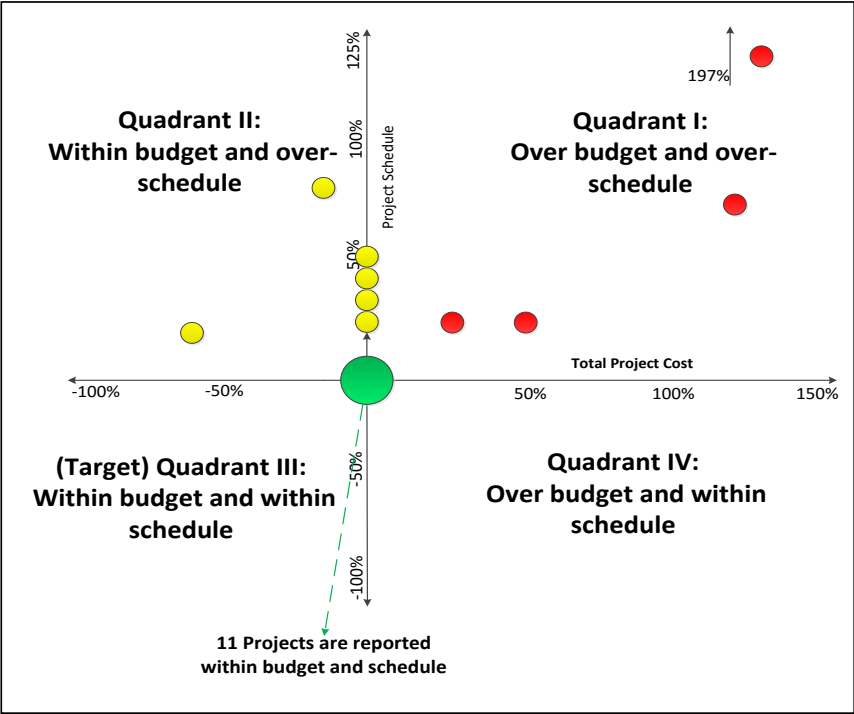 125%
197%
Quadrant II:
Within budget and over-
schedule
Quadrant I:
Over budget and over-
schedule
100%
Project Schedule
50%
Total Project Cost
-100%
-50%
50%
100%
150%
(Target) Quadrant III:
Within budget and within
schedule
-50%
Quadrant IV:
Over budget and within
schedule
-100%
11 Projects are reported
within budget and schedule